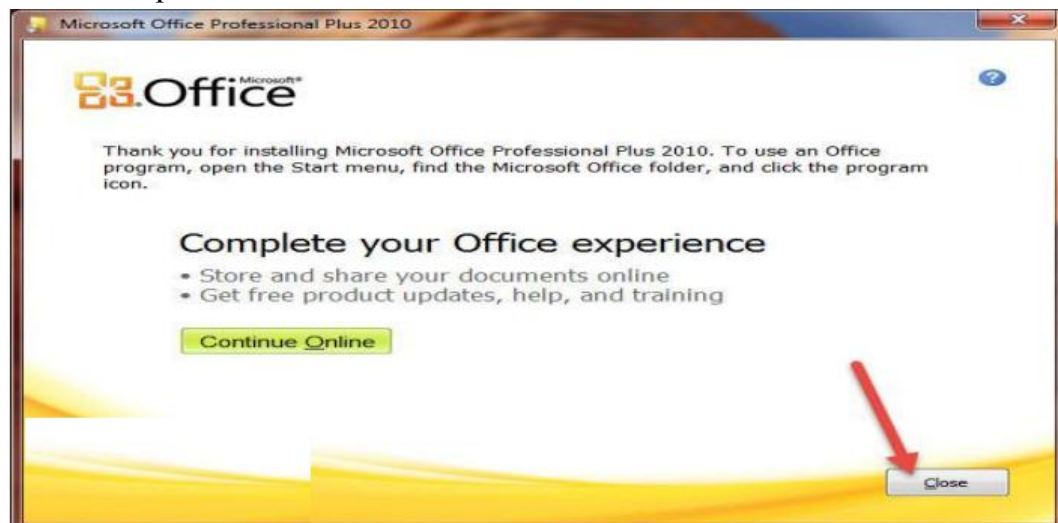 Microsoft Office Professional Plus 2010
Microsoft®
Office
Thank you for installing Microsoft Office Professional Plus 2010. To use an Office
program, open the Start menu, find the Microsoft Office folder, and click the program
icon.
Complete your Office experience
• Store and share your documents online
• Get free product updates, help, and training
Continue Online
Close